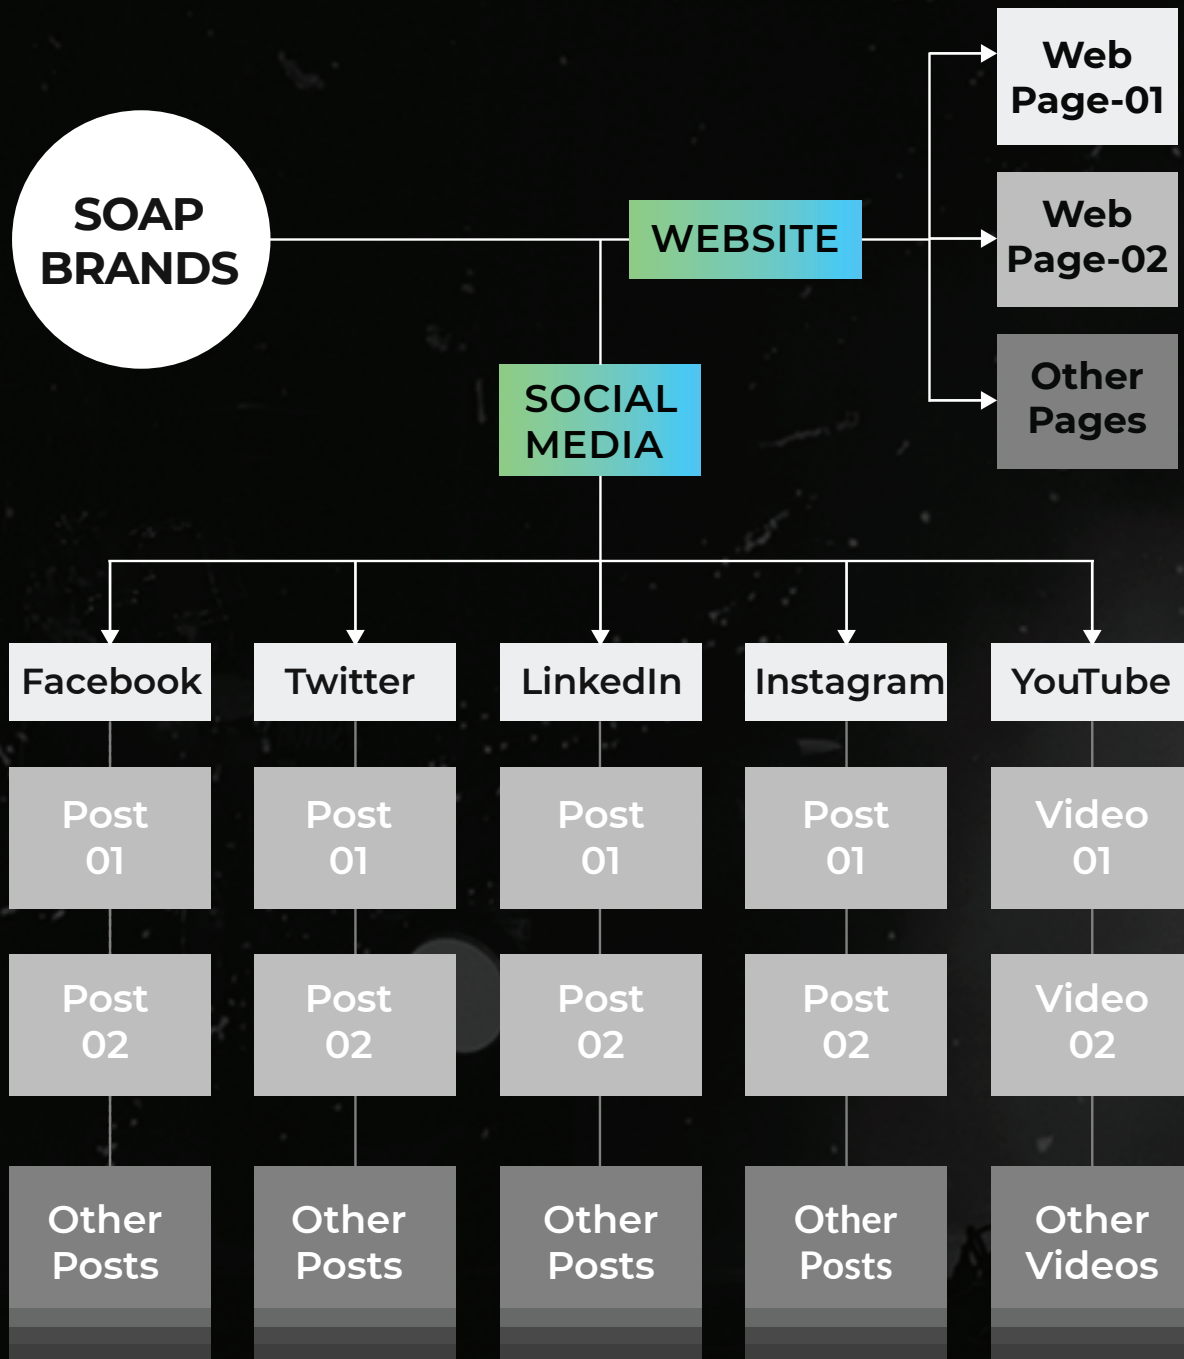 SOAP
BRANDS
WEBSITE
SOCIAL
MEDIA
Web
Page-01
Web
Page-02
Other
Pages
Facebook
Twitter
LinkedIn
Instagram
YouTube
Post
01
Post
01
Post
01
Post
01
Video
01
Post
02
Post
02
Post
02
Post
02
Video
02
Other
Posts
Other
Posts
Other
Posts
Other
Posts
Other
Videos